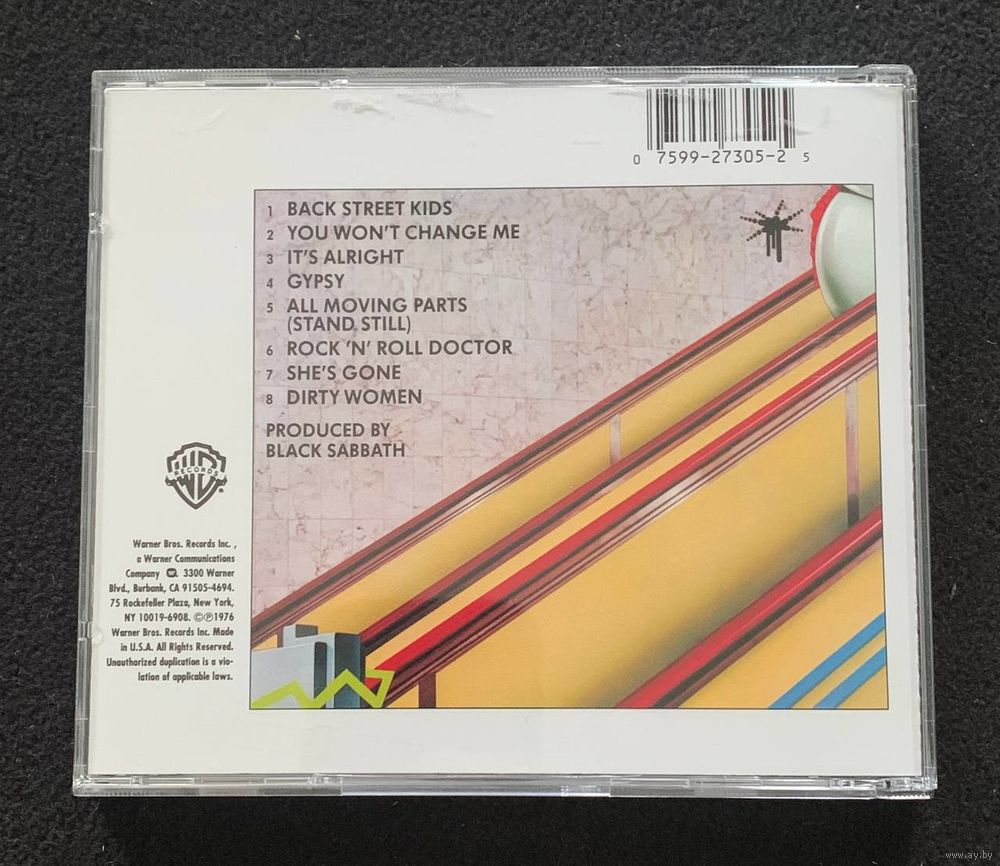 0 7599-27305-2 5
1 BACK STREET KIDS
2 YOU WON'T CHANGE ME
3 IT'S ALRIGHT
4 GYPSY
5 ALL MOVING PARTS
(STAND STILL)
6 ROCK 'N' ROLL DOCTOR
7 SHE'S GONE
8 DIRTY WOMEN
PRODUCED BY
BLACK SABBATH
WB
RECORDS
Warner Bros. Records Inc.,
a Warner Communications
Company 3300 Warner
Blvd., Burbank, CA 91505-4694.
75 Rockefeller Plaza, New York,
NY 10019-6908. ©℗1976
Warner Bros. Records Inc. Made
in U.S.A. All Rights Reserved.
Unauthorized duplication is a vio-
lation of applicable laws.
www.ay.by